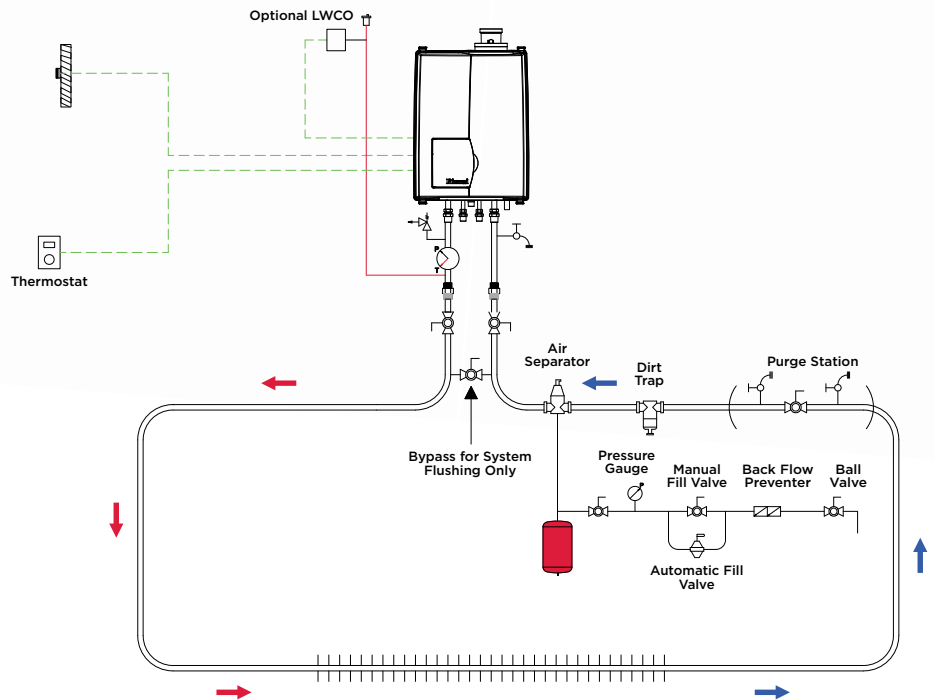 Optional LWCO
Rinnai
P
T
Thermostat
Air
Separator
Dirt
Trap
Purge Station
Bypass for System
Flushing Only
Pressure
Gauge
P
Manual
Fill Valve
Back Flow
Preventer
Ball
Valve
Automatic Fill
Valve